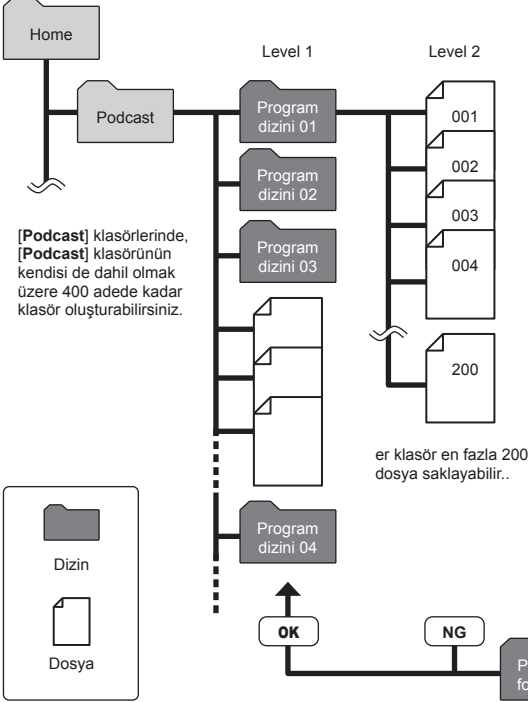 Home
Level 1
Level 2
Podcast
Program
dizini 01
001
002
003
004
200
Program
dizini 02
Program
dizini 03
[Podcast] klasörlerinde,
[Podcast] klasörünün
kendisi de dahil olmak
üzere 400 adede kadar
klasör oluşturabilirsiniz.
er klasör en fazla 200
dosya saklayabilir..
Program
dizini 04
Dizin
Dosya
OK
NG